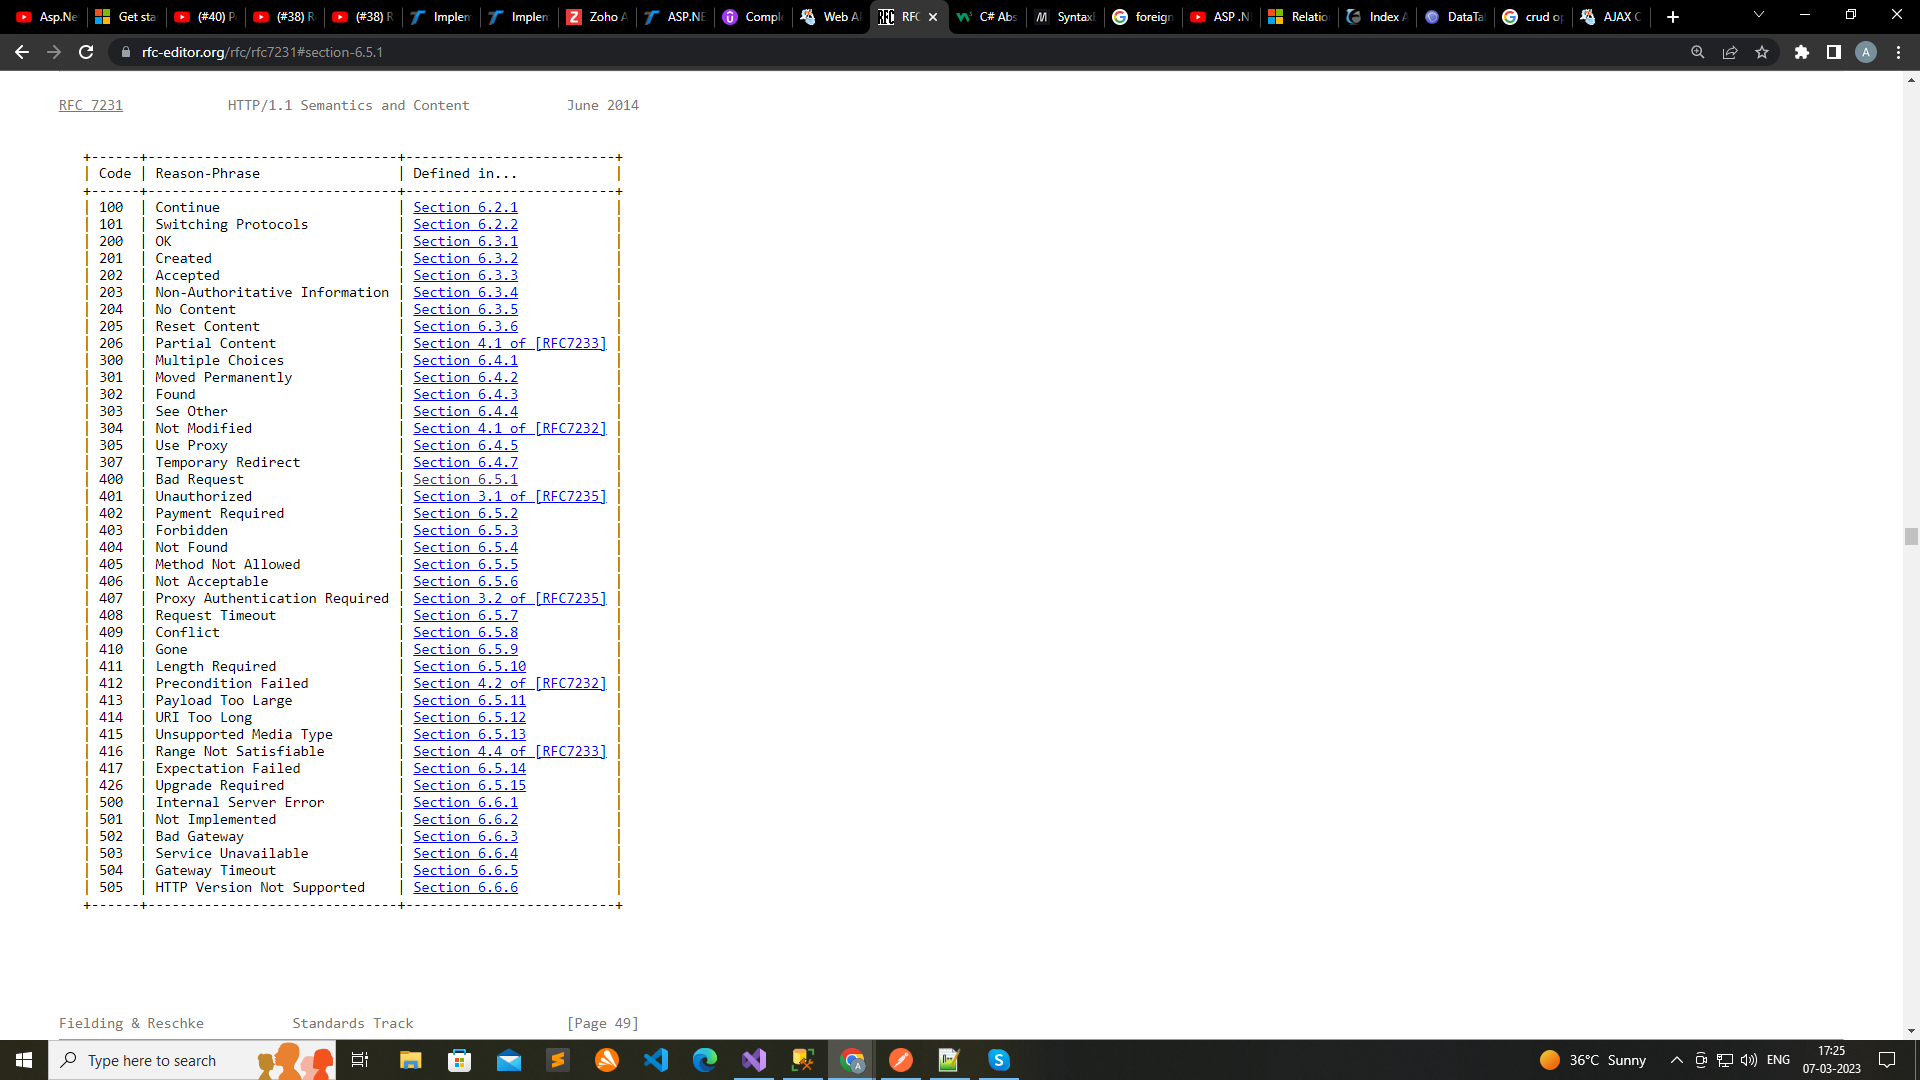 Asp.Ne
Get sta
(#40) P
(#38) R
(#38) R
Implem
Implem
Zoho A
ASP.NE
Comple
Web AP
RFC
C# Abs
SyntaxE
foreign
ASP .N
Relatio
Index A
DataTa
crud op
AJAX C
rfc-editor.org/rfc/rfc7231#section-6.5.1
A
RFC 7231 HTTP/1.1 Semantics and Content June 2014
+------+-------------------------------+--------------------------+
| Code | Reason-Phrase | Defined in... |
+------+-------------------------------+--------------------------+
| 100 | Continue | Section 6.2.1 |
| 101 | Switching Protocols | Section 6.2.2 |
| 200 | OK | Section 6.3.1 |
| 201 | Created | Section 6.3.2 |
| 202 | Accepted | Section 6.3.3 |
| 203 | Non-Authoritative Information | Section 6.3.4 |
| 204 | No Content | Section 6.3.5 |
| 205 | Reset Content | Section 6.3.6 |
| 206 | Partial Content | Section 4.1 of [RFC7233] |
| 300 | Multiple Choices | Section 6.4.1 |
| 301 | Moved Permanently | Section 6.4.2 |
| 302 | Found | Section 6.4.3 |
| 303 | See Other | Section 6.4.4 |
| 304 | Not Modified | Section 4.1 of [RFC7232] |
| 305 | Use Proxy | Section 6.4.5 |
| 307 | Temporary Redirect | Section 6.4.7 |
| 400 | Bad Request | Section 6.5.1 |
| 401 | Unauthorized | Section 3.1 of [RFC7235] |
| 402 | Payment Required | Section 6.5.2 |
| 403 | Forbidden | Section 6.5.3 |
| 404 | Not Found | Section 6.5.4 |
| 405 | Method Not Allowed | Section 6.5.5 |
| 406 | Not Acceptable | Section 6.5.6 |
| 407 | Proxy Authentication Required | Section 3.2 of [RFC7235] |
| 408 | Request Timeout | Section 6.5.7 |
| 409 | Conflict | Section 6.5.8 |
| 410 | Gone | Section 6.5.9 |
| 411 | Length Required | Section 6.5.10 |
| 412 | Precondition Failed | Section 4.2 of [RFC7232] |
| 413 | Payload Too Large | Section 6.5.11 |
| 414 | URI Too Long | Section 6.5.12 |
| 415 | Unsupported Media Type | Section 6.5.13 |
| 416 | Range Not Satisfiable | Section 4.4 of [RFC7233] |
| 417 | Expectation Failed | Section 6.5.14 |
| 426 | Upgrade Required | Section 6.5.15 |
| 500 | Internal Server Error | Section 6.6.1 |
| 501 | Not Implemented | Section 6.6.2 |
| 502 | Bad Gateway | Section 6.6.3 |
| 503 | Service Unavailable | Section 6.6.4 |
| 504 | Gateway Timeout | Section 6.6.5 |
| 505 | HTTP Version Not Supported | Section 6.6.6 |
+------+-------------------------------+--------------------------+
Fielding & Reschke Standards Track [Page 49]
Type here to search
36°C Sunny
ENG
17:25
07-03-2023